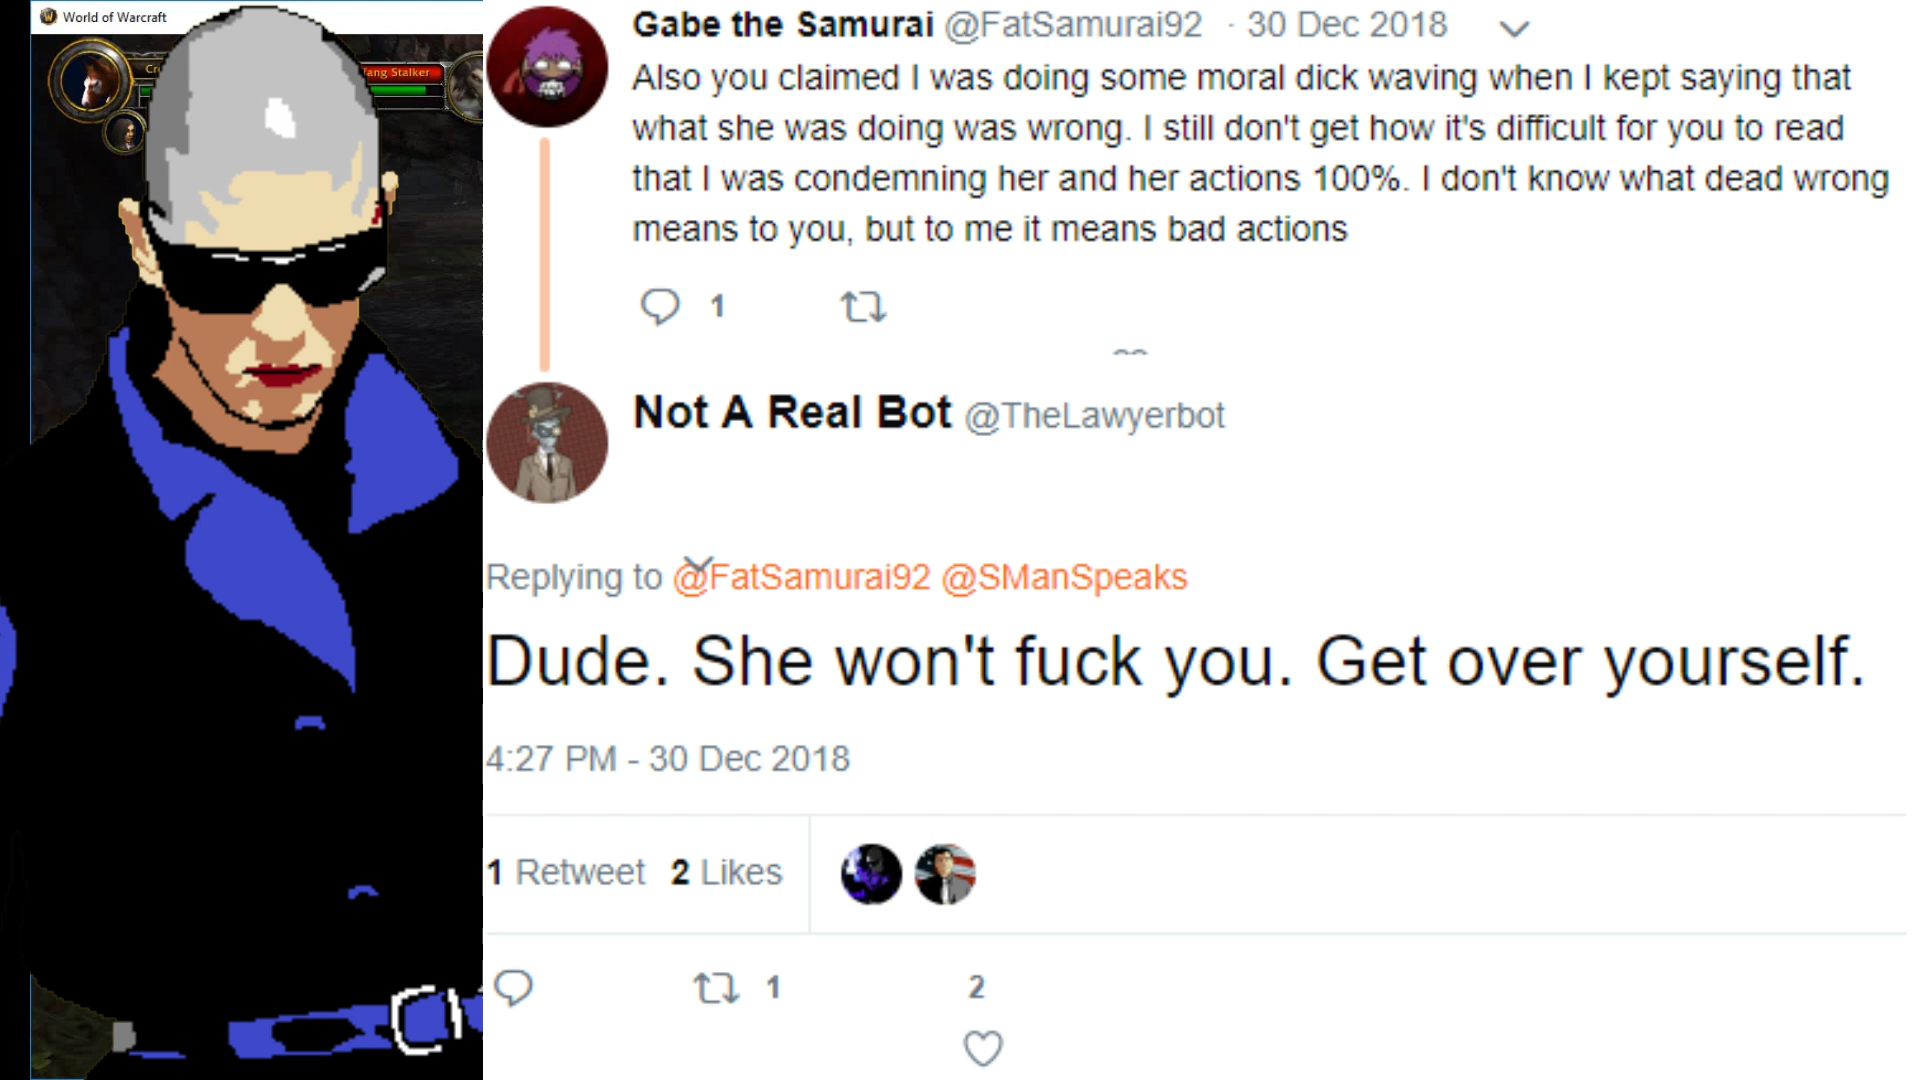 World of Warcraft
Cr
fang Stalker
Gabe the Samurai @FatSamurai92 · 30 Dec 2018
Also you claimed I was doing some moral dick waving when I kept saying that
what she was doing was wrong. I still don't get how it's difficult for you to read
that I was condemning her and her actions 100%. I don't know what dead wrong
means to you, but to me it means bad actions
1
Not A Real Bot @TheLawyerbot
Replying to @FatSamurai92 @SManSpeaks
Dude. She won't fuck you. Get over yourself.
4:27 PM - 30 Dec 2018
1 Retweet 2 Likes
1 2